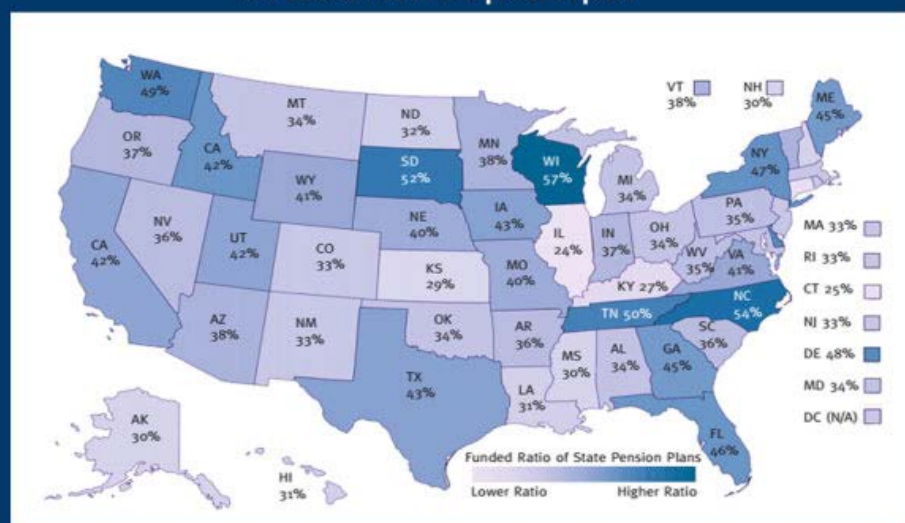 WA
49%
MT
34%
ND
32%
VT
38%
NH
30%
ME
45%
OR
37%
CA
42%
SD
52%
MN
38%
WI
57%
NY
47%
WY
41%
MI
34%
IA
43%
PA
35%
NE
40%
NV
36%
UT
42%
IL
24%
IN
37%
OH
34%
CA
42%
CO
33%
WV
35%
VA
41%
KS
29%
MO
40%
KY 27%
NC
54%
TN 50%
AZ
38%
NM
33%
OK
34%
AR
36%
SC
36%
MS
30%
AL
34%
GA
45%
TX
43%
LA
31%
FL
46%
AK
30%
HI
31%
MA 33%
RI 33%
CT 25%
NJ 33%
DE 48%
MD 34%
DC (N/A)
Funded Ratio of State Pension Plans
Lower Ratio
Higher Ratio